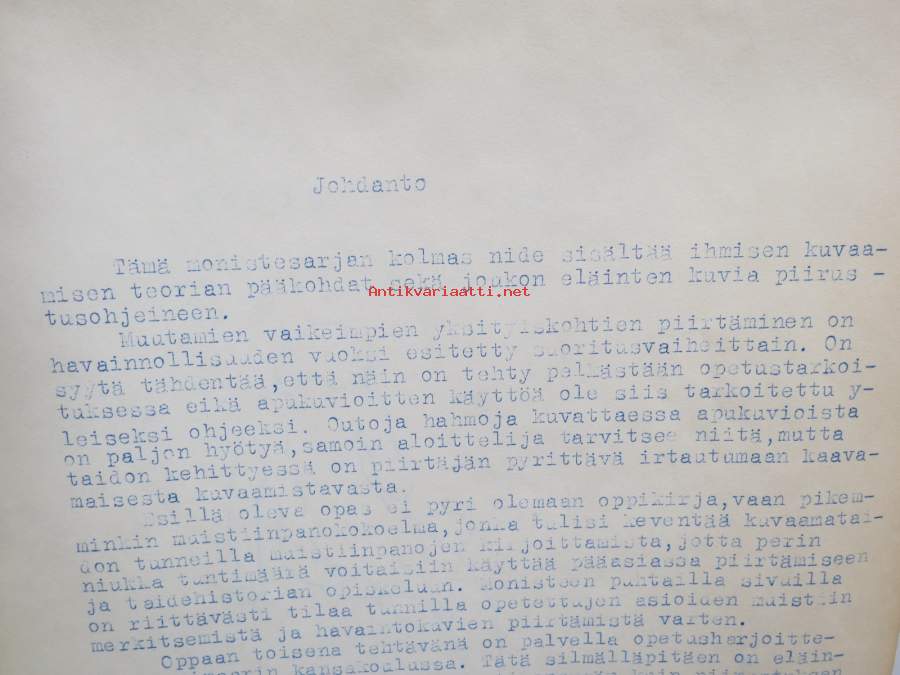 Johdanto
Tämä monistesarjan kolmas nide sisältää ihmisen kuvaa-
misen teorian pääkohdat sekä joukon eläinten kuvia piirus -
Antikvariaatti.net
tusohjeineen.
Muutamien vaikeimpien yksityiskohtien piirtäminen on
havainnollisuuden vuoksi esitetty suoritusvaiheittain. On
syytä tähdentää,että näin on tehty pelkästään opetustarkoi-
tuksessa eikä apukuvioitten käyttöä ole siis tarkoitettu y-
leiseksi ohjeeksi. Outoja hahmoja kuvattaessa apukuvioista
on paljon hyötyä,samoin aloittelija tarvitsee niitä,mutta
taidon kehittyessä on piirtäjän pyrittävä irtautumaan kaava-
maisesta kuvaamistavasta.
Esillä oleva opas ei pyri olemaan oppikirja,vaan pikem-
minkin muistiinpanokokoelma,jonka tulisi keventää kuvaamatai-
don tunneilla muistiinpanojen kirjoittamista,jotta perin
niukka tuntimäärä voitaisiin käyttää pääasiassa piirtämiseen
ja taidehistorian opiskeluun. Monisteen puhtailla sivuilla
on riittävästi tilaa tunnilla opetettujen asioiden muistiin
merkitsemistä ja havaintokuvien piirtämistä varten.
Oppaan toisena tehtävänä on palvella opetusharjoitte-
kansakoulussa. Tätä silmälläpitäen on eläin-